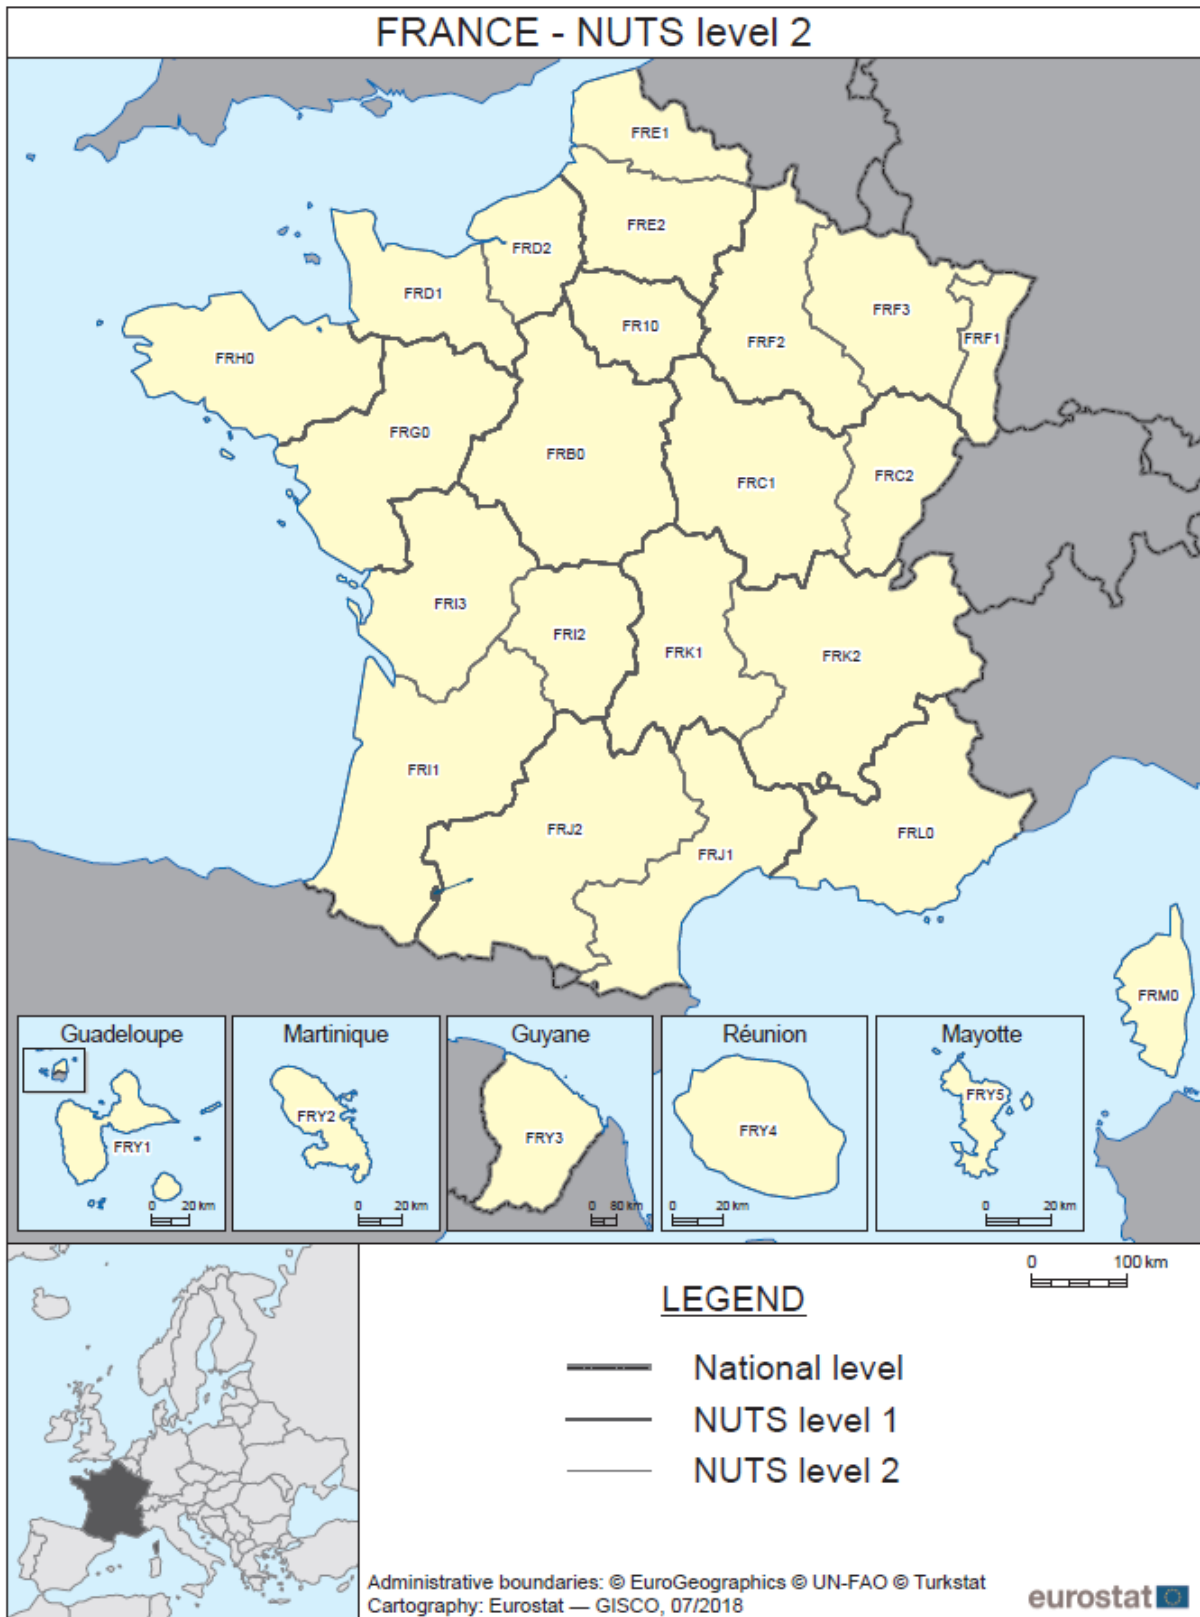 FRANCE - NUTS level 2
FRE1
FRE2
FRD2
FRD1
FR10
FRF3
FRF1
FRF2
FRH0
FRG0
FRB0
FRC1
FRC2
FRI3
FRI2
FRK1
FRK2
FRI1
FRJ2
FRJ1
FRL0
FRM0
Guadeloupe
FRY1
0 20 km
Martinique
FRY2
0 20 km
Guyane
FRY3
0 80 km
Réunion
FRY4
0 20 km
Mayotte
FRY5
0 20 km
0 100 km
LEGEND
National level
NUTS level 1
NUTS level 2
Administrative boundaries: © EuroGeographics © UN-FAO © Turkstat
Cartography: Eurostat — GISCO, 07/2018
eurostat